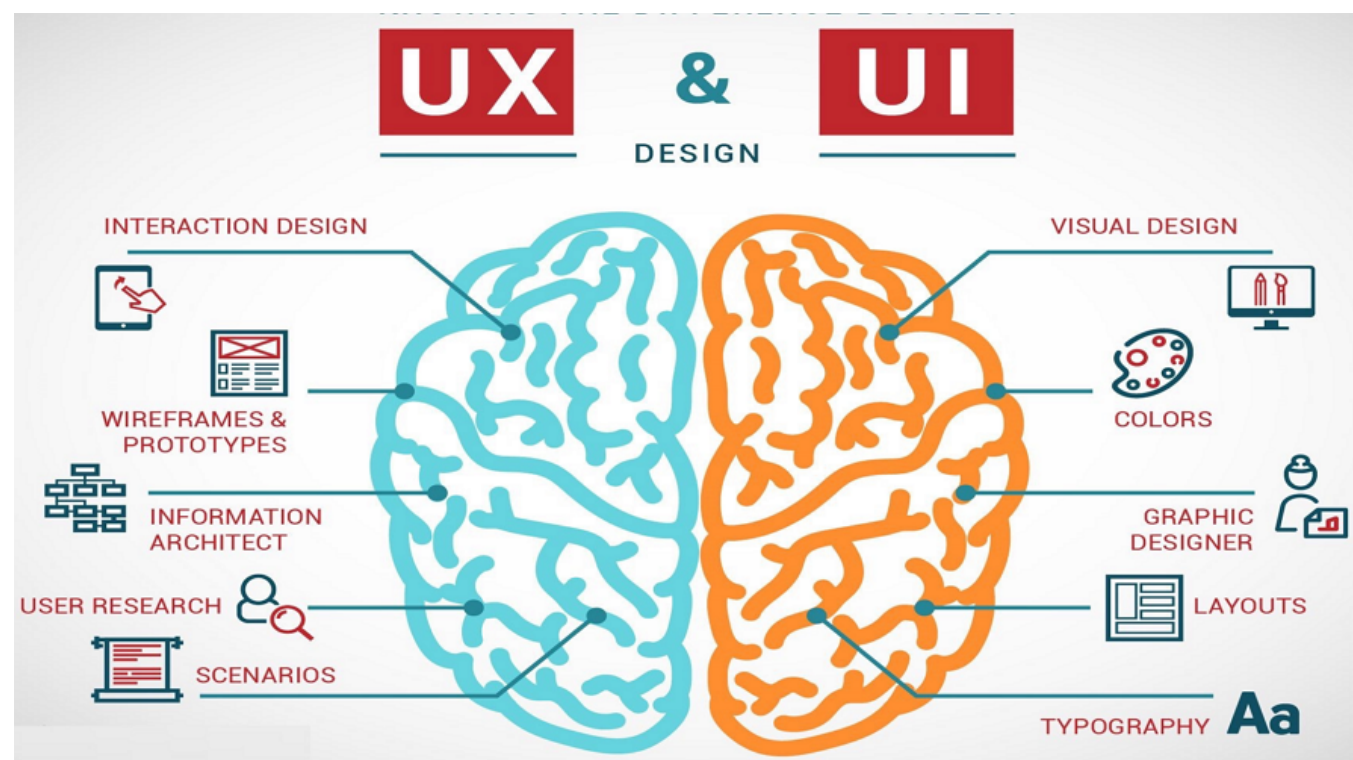 UX & UI
DESIGN
INTERACTION DESIGN
VISUAL DESIGN
WIREFRAMES &
PROTOTYPES
COLORS
INFORMATION
ARCHITECT
GRAPHIC
DESIGNER
USER RESEARCH
LAYOUTS
SCENARIOS
TYPOGRAPHY Aa